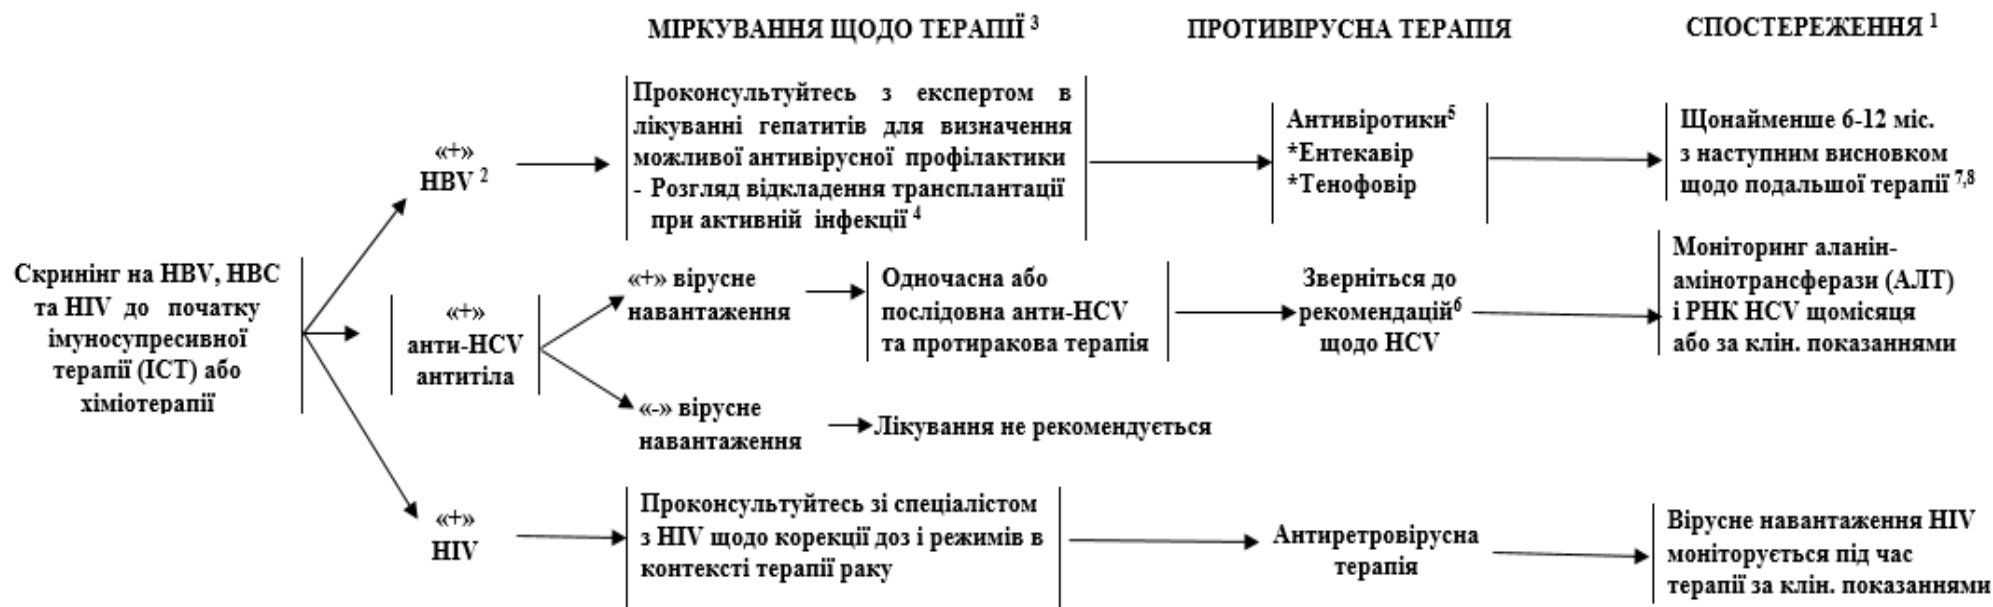 МІРКУВАННЯ ЩОДО ТЕРАПІЇ ³
ПРОТИВІРУСНА ТЕРАПІЯ
СПОСТЕРЕЖЕННЯ ¹
Скринінг на HBV, HBC
та HIV до початку
імуносупресивної
терапії (ІСТ) або
хіміотерапії
«+»
HBV ²
Проконсультуйтесь з експертом в
лікуванні гепатитів для визначення
можливої антивірусної профілактики
- Розгляд відкладення трансплантації
при активній інфекції ⁴
Антивіротики⁵
*Ентекавір
*Тенофовір
Щонайменше 6-12 міс.
з наступним висновком
щодо подальшої терапії ⁷,⁸
«+»
анти-HCV
антитіла
«+» вірусне
навантаження
Одночасна або
послідовна анти-HCV
та протиракова терапія
Зверніться до
рекомендацій⁶
щодо HCV
Моніторинг аланін-
амінотрансферази (АЛТ)
і РНК HCV щомісяця
або за клін. показаннями
«-» вірусне
навантаження
Лікування не рекомендується
«+»
HIV
Проконсультуйтесь зі спеціалістом
з HIV щодо корекції доз і режимів в
контексті терапії раку
Антиретровірусна
терапія
Вірусне навантаження HIV
моніторується під час
терапії за клін. показаннями